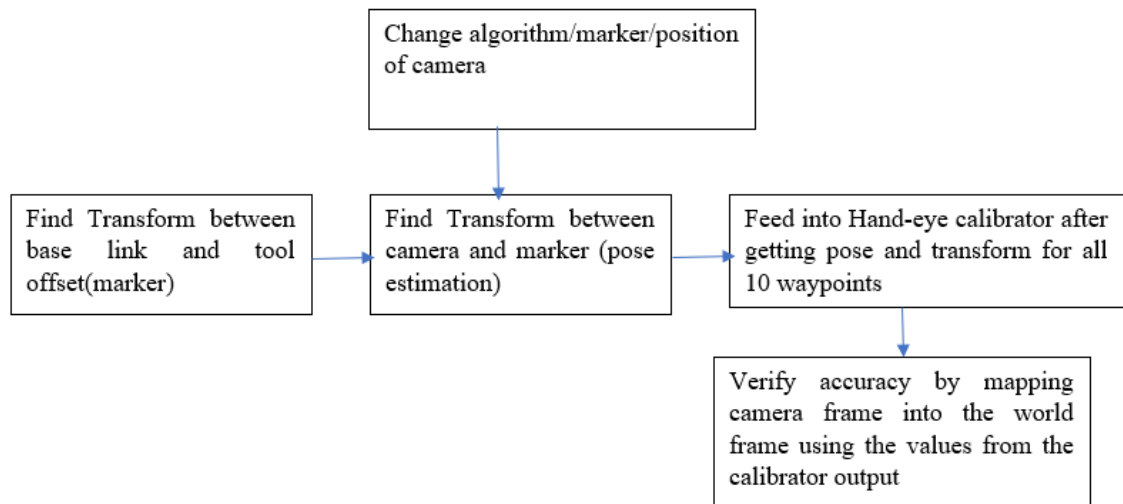 Change algorithm/marker/position
of camera
Find Transform between
base link and tool
offset(marker)
Find Transform between
camera and marker (pose
estimation)
Feed into Hand-eye calibrator after
getting pose and transform for all
10 waypoints
Verify accuracy by mapping
camera frame into the world
frame using the values from the
calibrator output